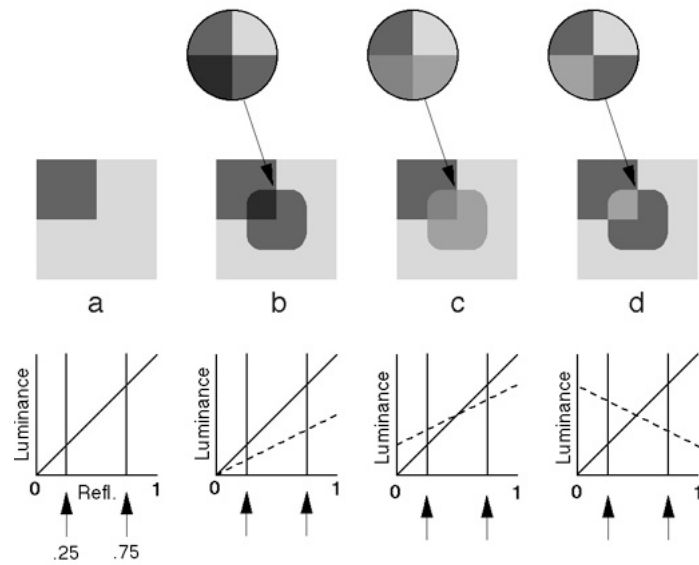 a b c d
Luminance Luminance Luminance Luminance
0 Refl. 1 0 1 0 1 0 1
.25 .75